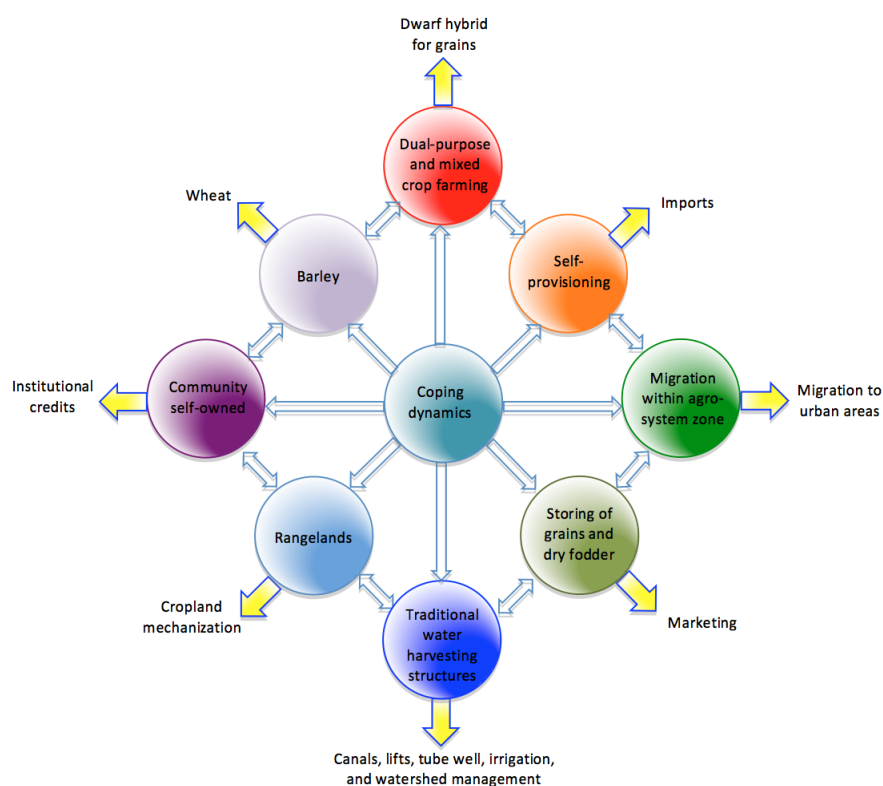 Dwarf hybrid
for grains
Dual-purpose
and mixed
crop farming
Wheat
Imports
Barley
Self-
provisioning
Institutional
credits
Community
self-owned
Coping
dynamics
Migration
within agro-
system zone
Migration to
urban areas
Rangelands
Storing of
grains and
dry fodder
Cropland
mechanization
Traditional
water
harvesting
structures
Marketing
Canals, lifts, tube well, irrigation,
and watershed management